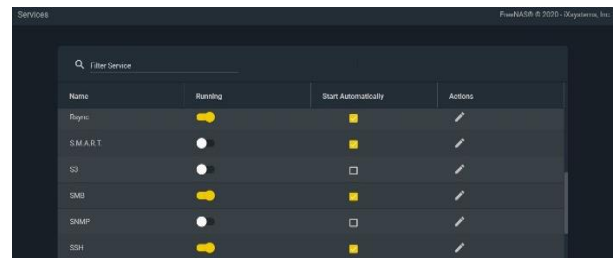 Services FreeNAS® © 2020 - iXsystems, Inc.
Filter Service
Name Running Start Automatically Actions
Rsync
S.M.A.R.T.
S3
SMB
SNMP
SSH